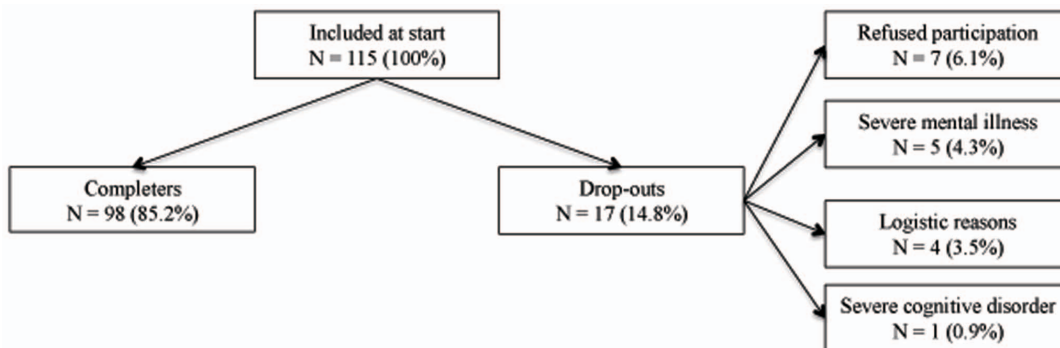 Included at start
N = 115 (100%)
Completers
N = 98 (85.2%)
Drop-outs
N = 17 (14.8%)
Refused participation
N = 7 (6.1%)
Severe mental illness
N = 5 (4.3%)
Logistic reasons
N = 4 (3.5%)
Severe cognitive disorder
N = 1 (0.9%)